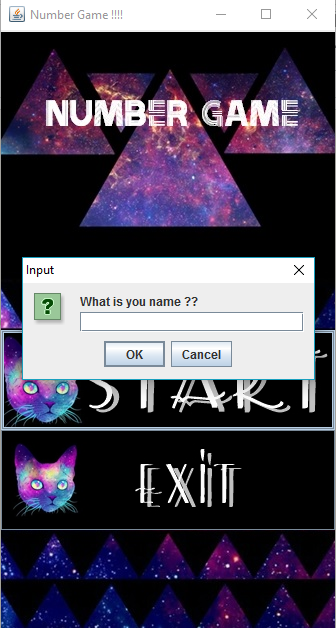 Number Game !!!!
NUMBER GAME
Input
What is you name ??
OK Cancel
START
EXIT